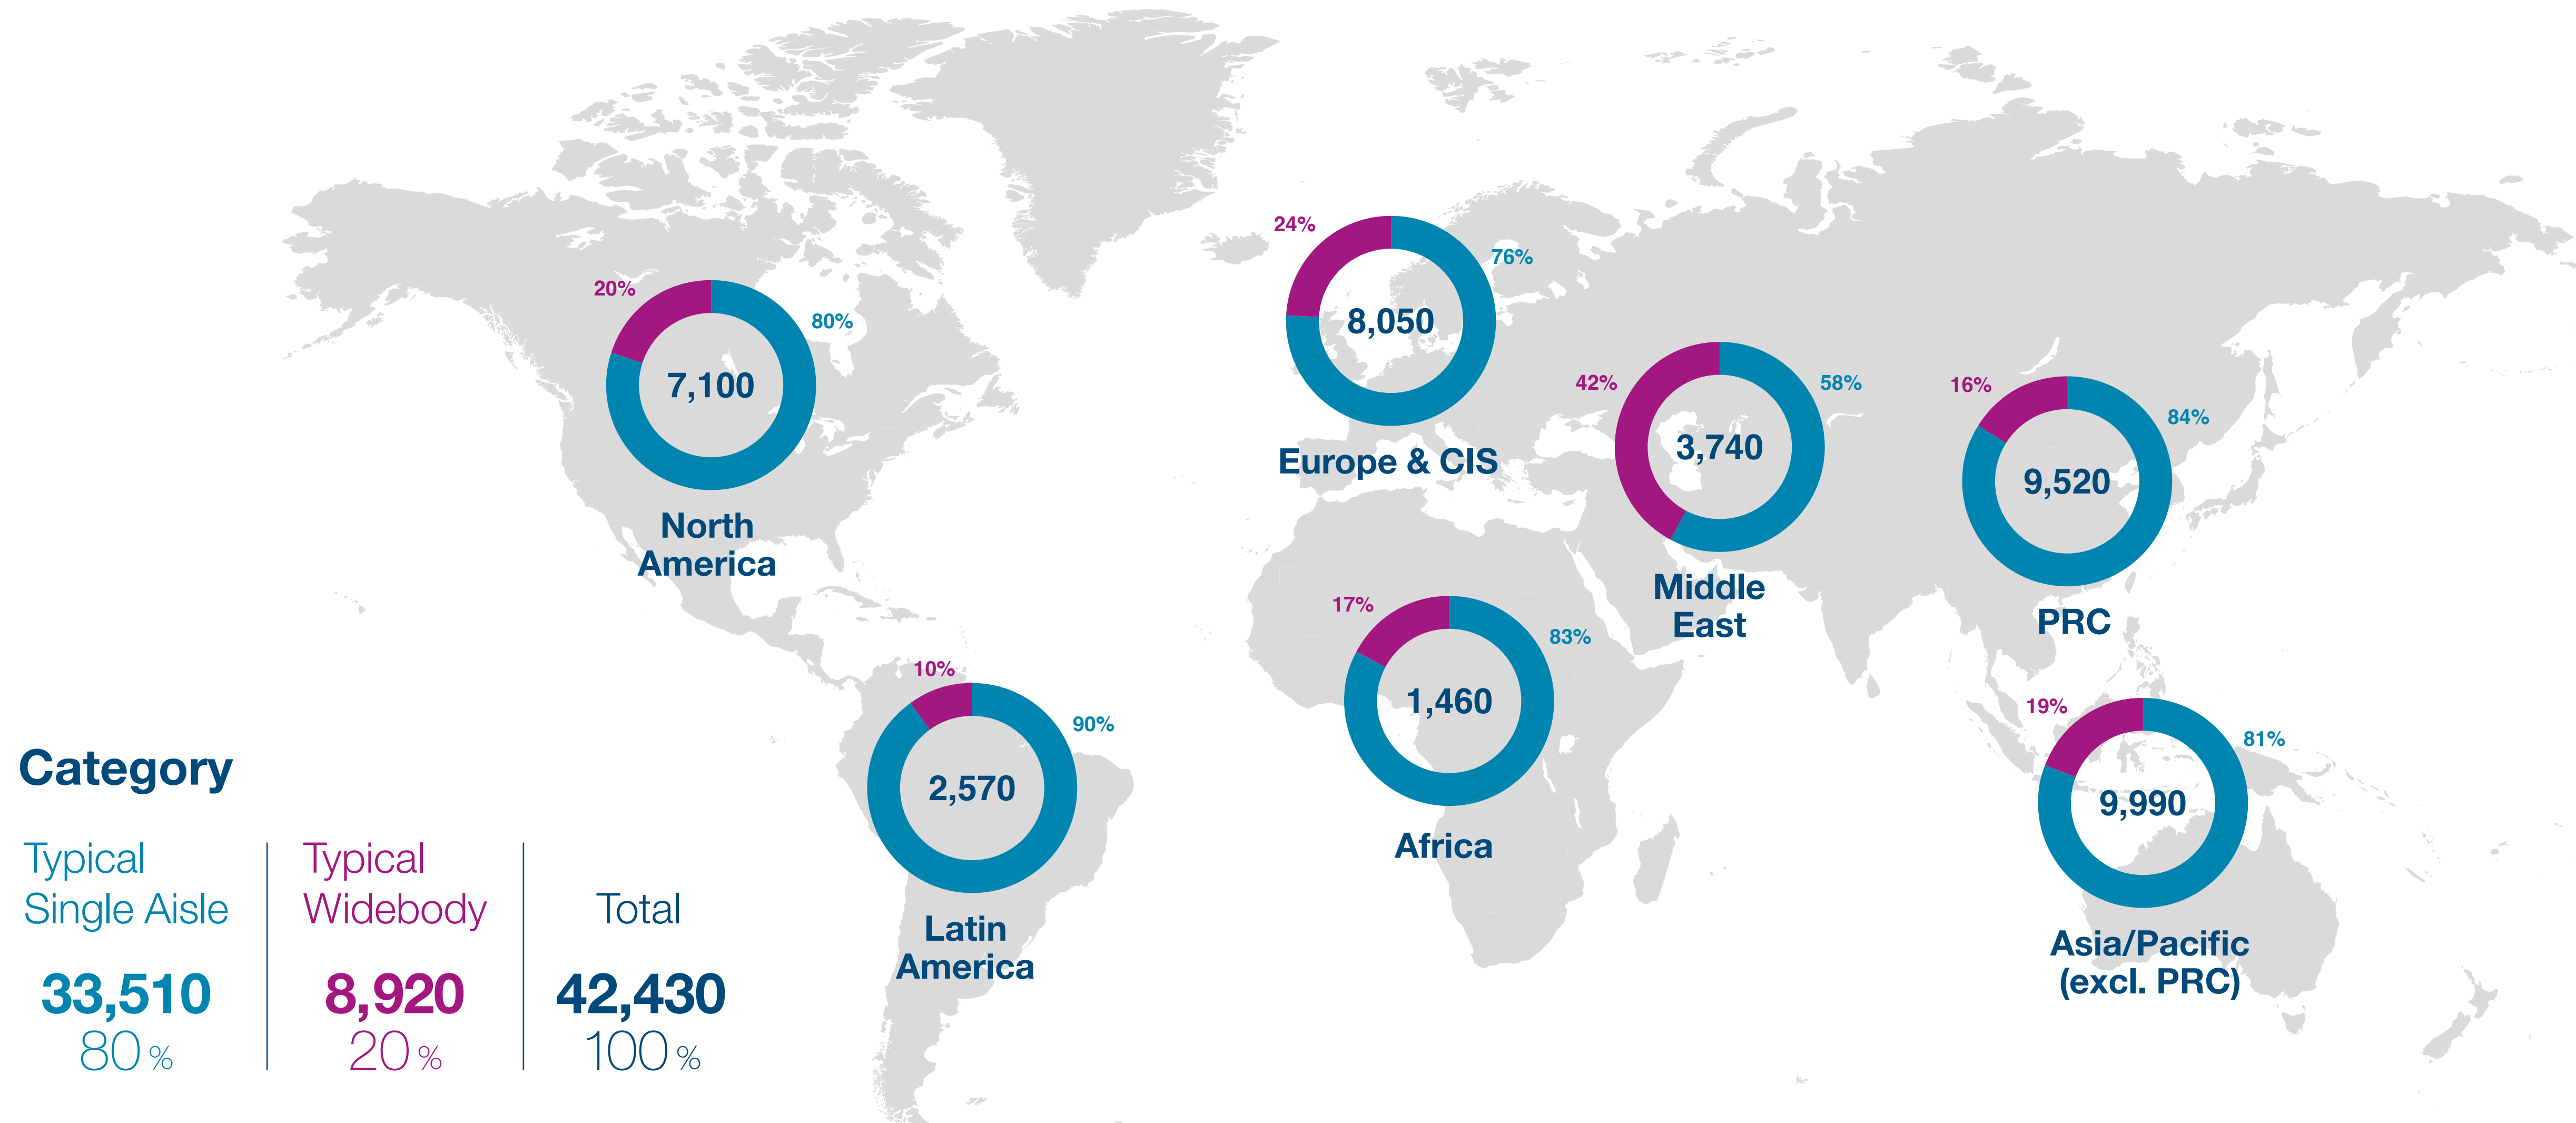 24%
76%
8,050
Europe & CIS
20%
80%
7,100
North
America
42%
58%
3,740
Middle
East
16%
84%
9,520
PRC
17%
83%
1,460
Africa
10%
90%
2,570
Latin
America
19%
81%
9,990
Asia/Pacific
(excl. PRC)
Category
Typical
Single Aisle
33,510
80 %
Typical
Widebody
8,920
20 %
Total
42,430
100 %